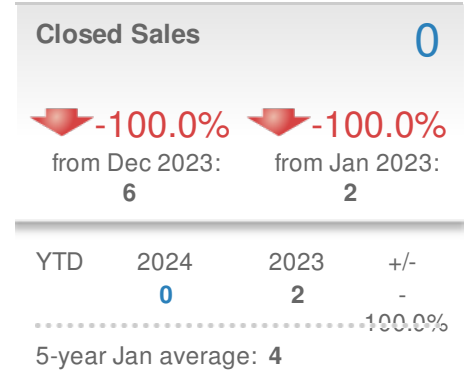 Closed Sales 0
-100.0% -100.0%
from Dec 2023: from Jan 2023:
6 2
YTD 2024 2023 +/-
0 2 -
100.0%
5-year Jan average: 4